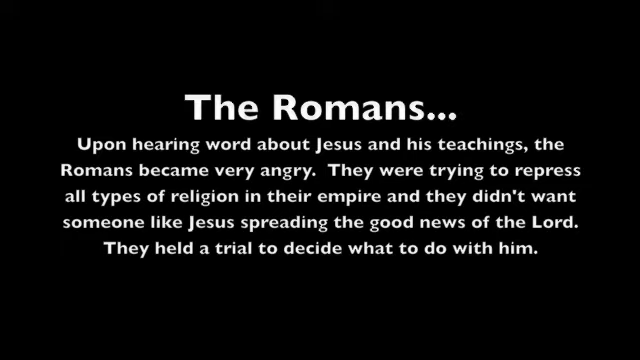 The Romans...
Upon hearing word about Jesus and his teachings, the
Romans became very angry.  They were trying to repress
all types of religion in their empire and they didn't want
someone like Jesus spreading the good news of the Lord.
They held a trial to decide what to do with him.